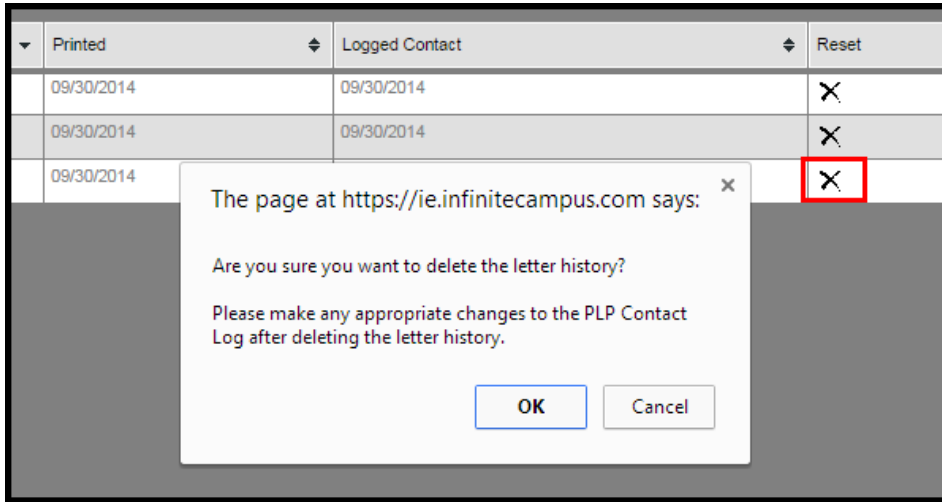 Printed Logged Contact Reset
09/30/2014 09/30/2014
09/30/2014 09/30/2014
09/30/2014
The page at https://ie.infinitecampus.com says:
Are you sure you want to delete the letter history?
Please make any appropriate changes to the PLP Contact
Log after deleting the letter history.
OK Cancel